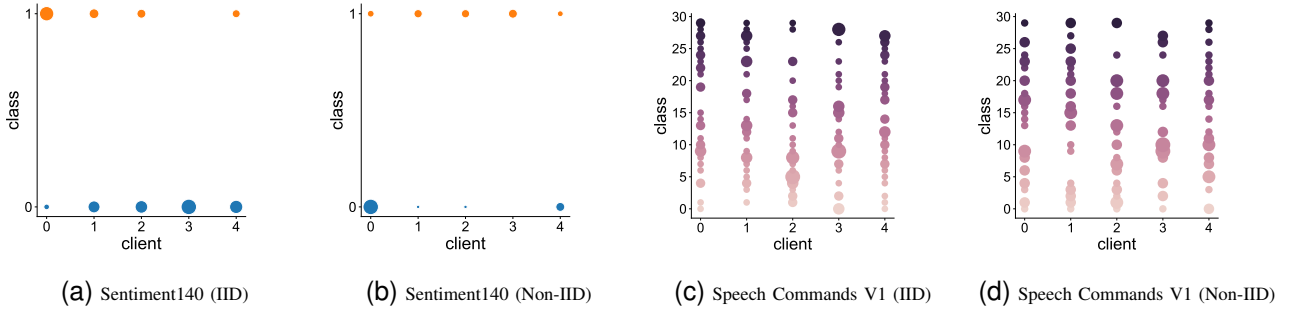 1
0
class
0 1 2 3 4
client
(a) Sentiment140 (IID)
1
0
class
0 1 2 3 4
client
(b) Sentiment140 (Non-IID)
30
25
20
15
10
5
0
class
0 1 2 3 4
client
(c) Speech Commands V1 (IID)
30
25
20
15
10
5
0
class
0 1 2 3 4
client
(d) Speech Commands V1 (Non-IID)